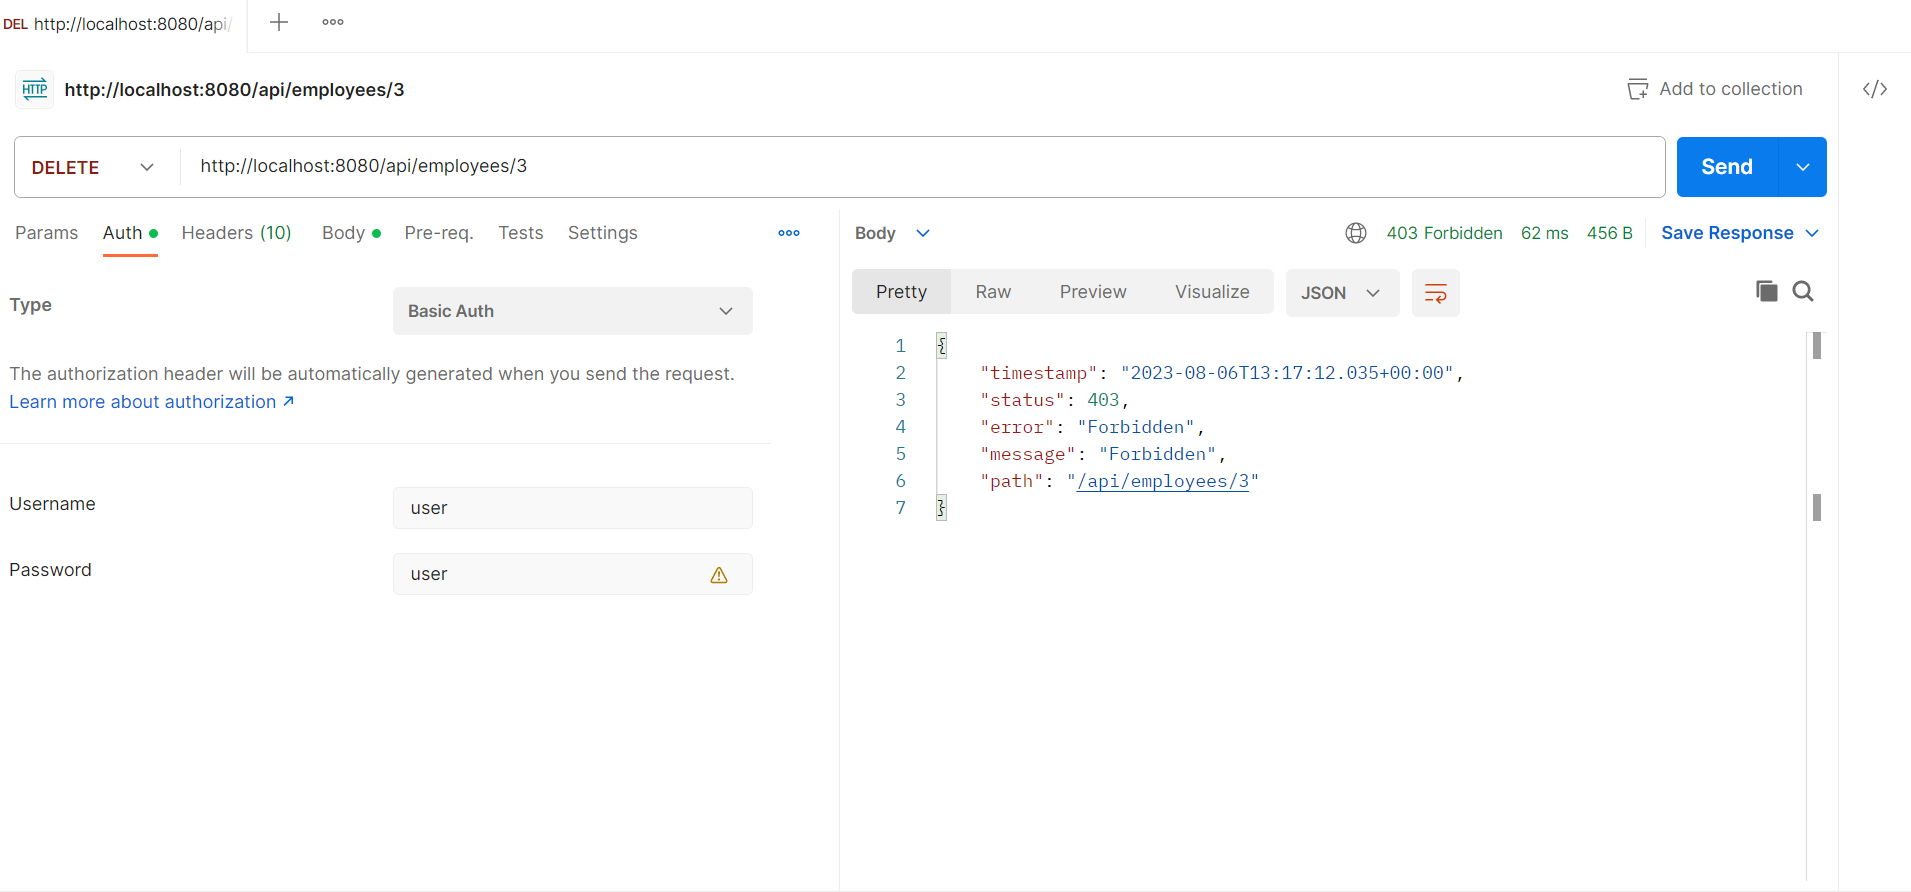 DEL http://localhost:8080/api/
HTTP http://localhost:8080/api/employees/3
Add to collection
</>
DELETE http://localhost:8080/api/employees/3
Send
Params Auth Headers (10) Body Pre-req. Tests Settings
Type Basic Auth
The authorization header will be automatically generated when you send the request.
Learn more about authorization ↗
Username user
Password user
Body 403 Forbidden 62 ms 456 B Save Response
Pretty Raw Preview Visualize JSON
1 {
2 "timestamp": "2023-08-06T13:17:12.035+00:00",
3 "status": 403,
4 "error": "Forbidden",
5 "message": "Forbidden",
6 "path": "/api/employees/3"
7 }